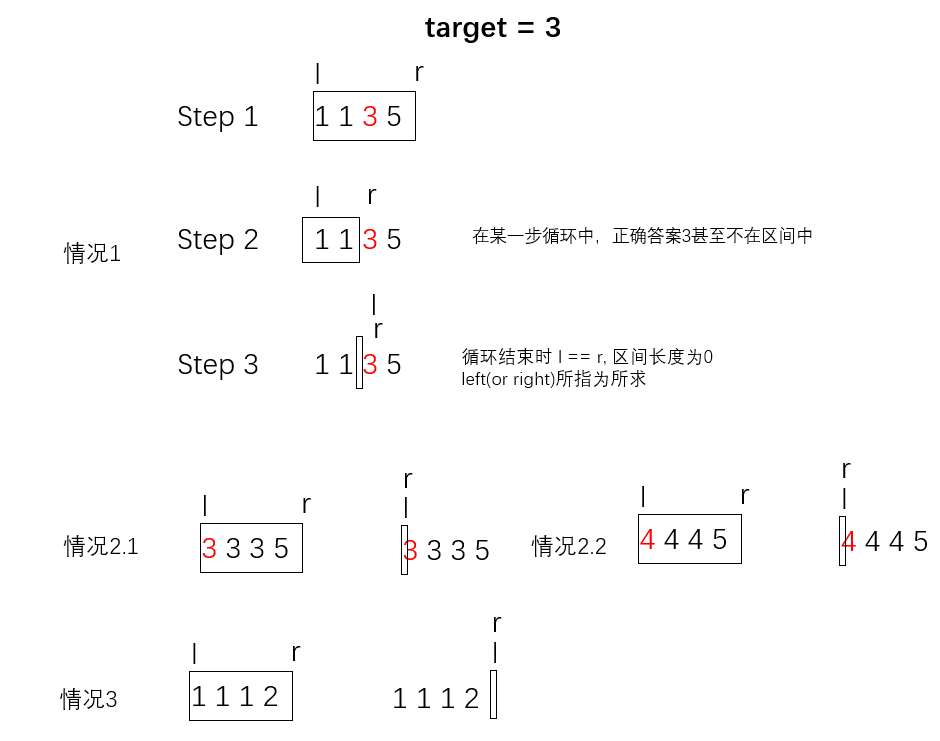 target = 3
l r
Step 1 1 1 3 5
l r
情况1 Step 2 1 1 3 5 在某一步循环中，正确答案3甚至不在区间中
l
r
Step 3 1 1 3 5 循环结束时 l == r, 区间长度为0
left(or right)所指为所求
r r
l r l l r l
情况2.1 3 3 3 5 3 3 3 5 情况2.2 4 4 4 5 4 4 4 5
r
l r l
情况3 1 1 1 2 1 1 1 2